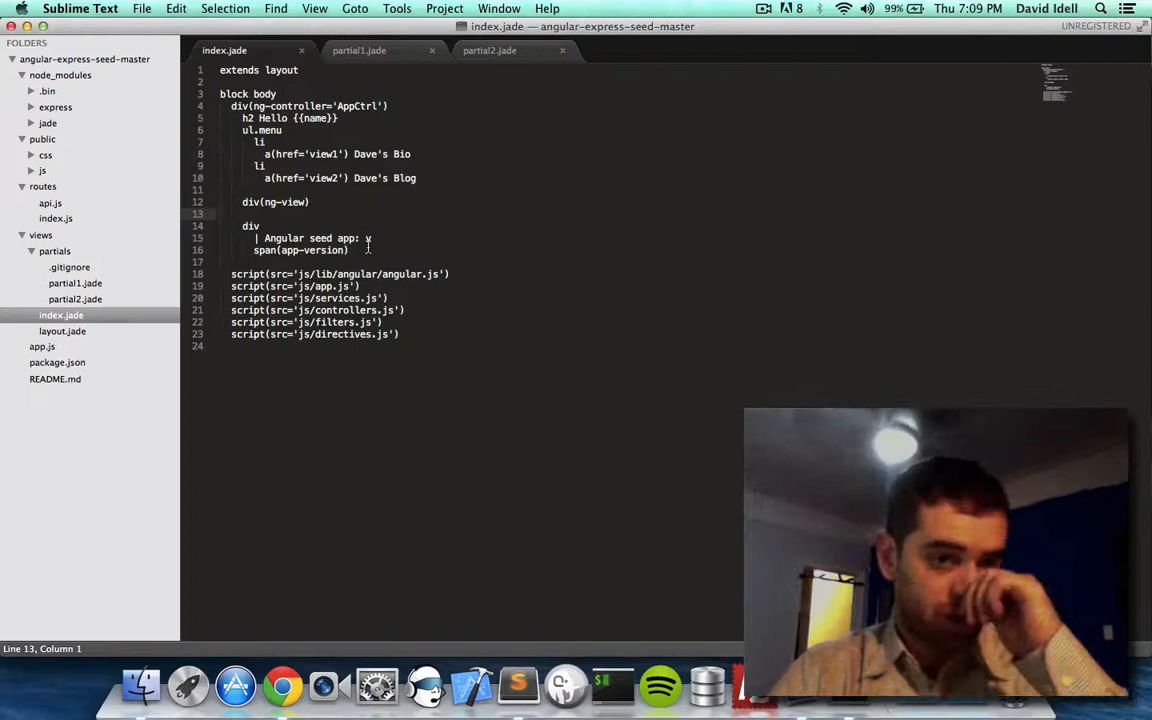 Sublime Text File Edit Selection Find View Goto Tools Project Window Help 8 99% Thu 7:09 PM David Idell
index.jade — angular-express-seed-master UNREGISTERED
FOLDERS
angular-express-seed-master
node_modules
.bin
express
jade
public
css
js
routes
api.js
index.js
views
partials
.gitignore
partial1.jade
partial2.jade
index.jade
layout.jade
app.js
package.json
README.md
index.jade × partial1.jade × partial2.jade ×
1 extends layout
2
3 block body
4 div(ng-controller='AppCtrl')
5 h2 Hello {{name}}
6 ul.menu
7 li
8 a(href='view1') Dave's Bio
9 li
10 a(href='view2') Dave's Blog
11
12 div(ng-view)
13
14 div
15 | Angular seed app: v
16 span(app-version)
17
18 script(src='js/lib/angular/angular.js')
19 script(src='js/app.js')
20 script(src='js/services.js')
21 script(src='js/controllers.js')
22 script(src='js/filters.js')
23 script(src='js/directives.js')
24
Line 13, Column 1